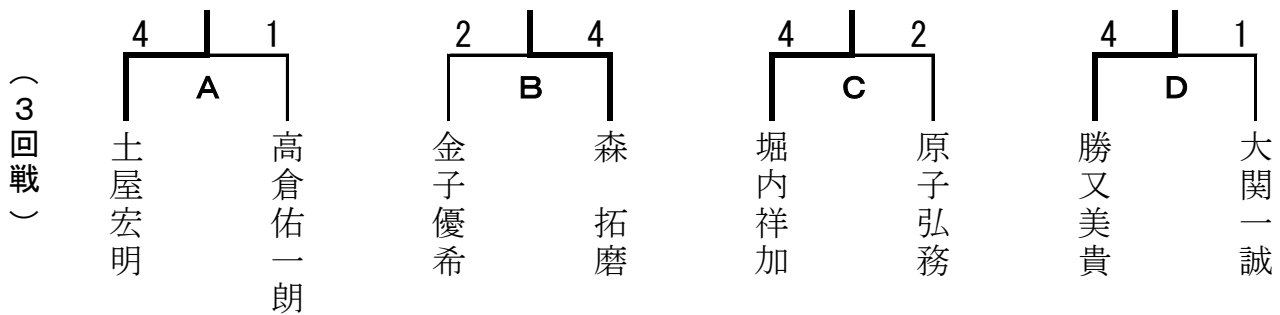 4 1 2 4 4 2 4 1
A B C D
（３回戦）
土屋宏明
高倉佑一朗
金子優希
森　拓磨
堀内祥加
原子弘務
勝又美貴
大関一誠